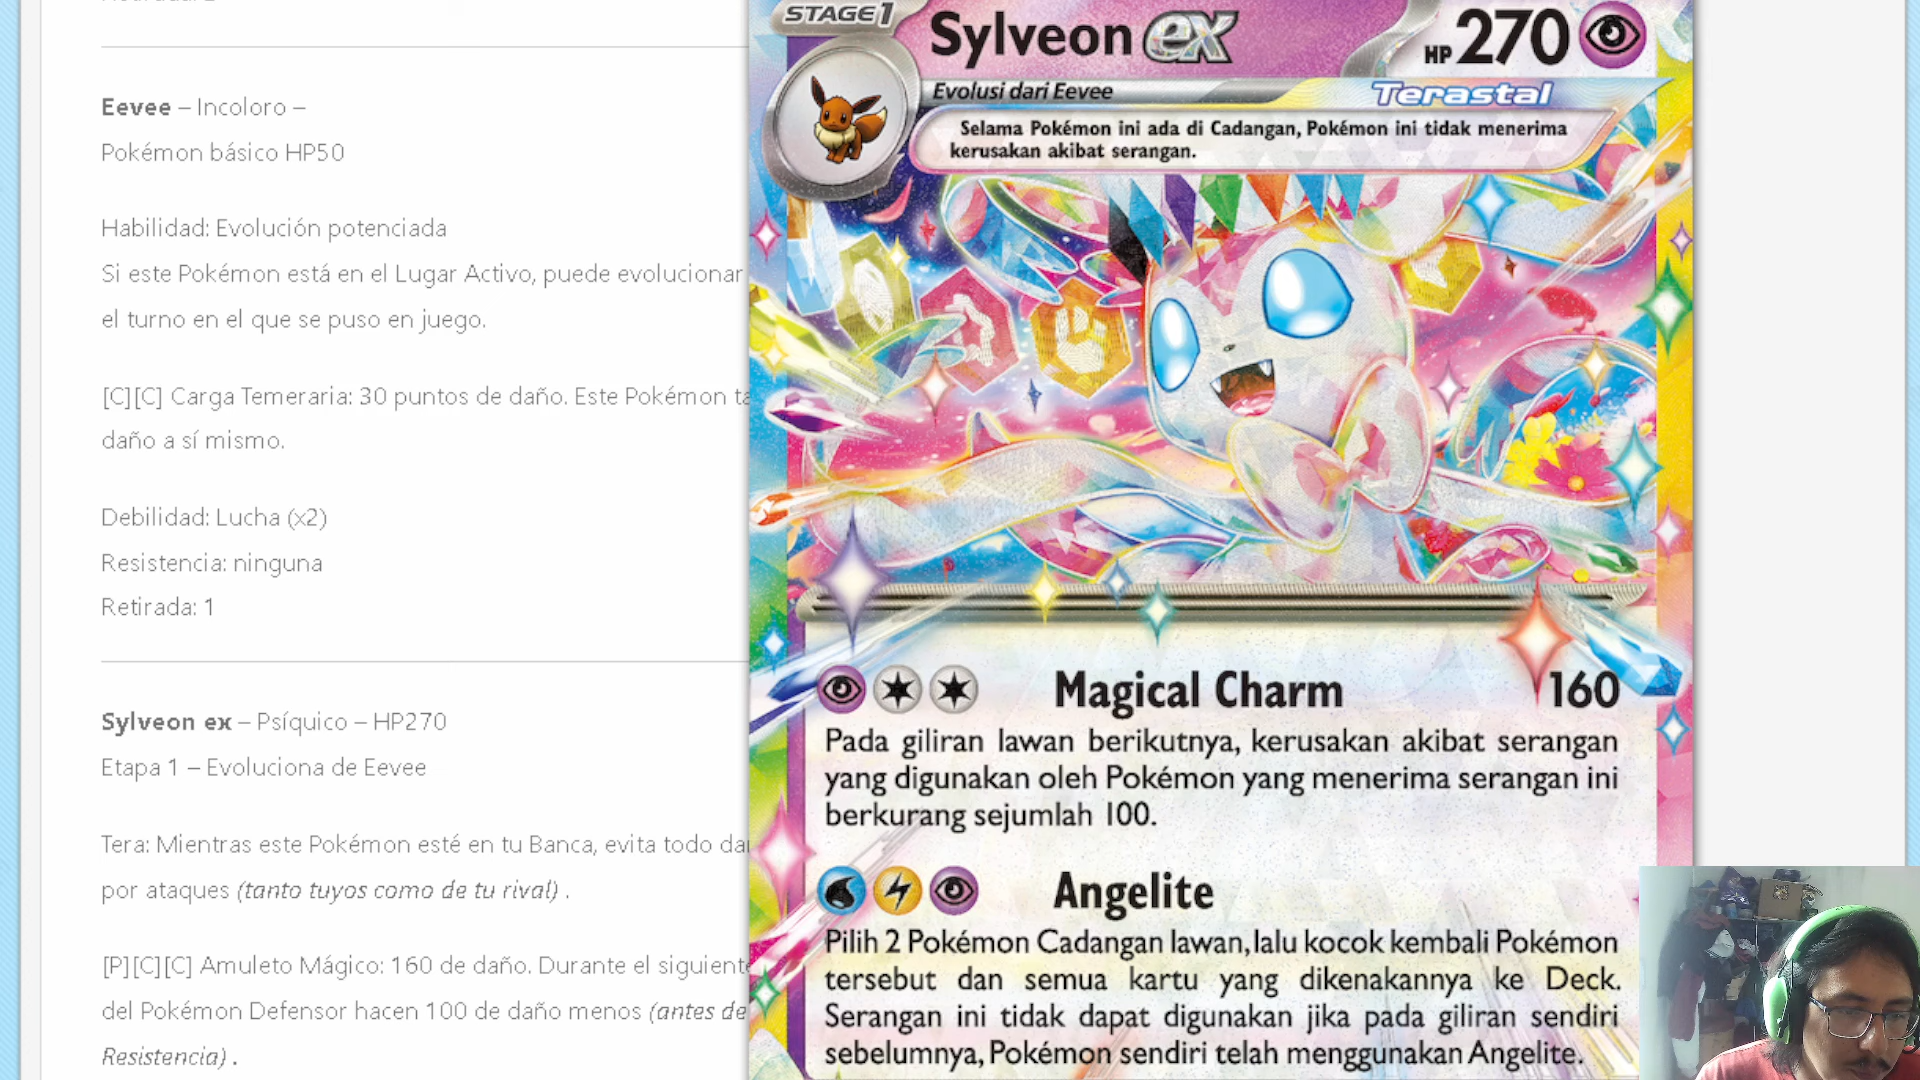 Eevee – Incoloro –
Pokémon básico HP50
Habilidad: Evolución potenciada
Si este Pokémon está en el Lugar Activo, puede evolucionar
el turno en el que se puso en juego.
[C][C] Carga Temeraria: 30 puntos de daño. Este Pokémon
daño a sí mismo.
Debilidad: Lucha (x2)
Resistencia: ninguna
Retirada: 1
Sylveon ex – Psíquico – HP270
Etapa 1 – Evoluciona de Eevee
Tera: Mientras este Pokémon esté en tu Banca, evita todo
por ataques (tanto tuyos como de tu rival) .
[P][C][C] Amuleto Mágico: 160 de daño. Durante el siguiente
del Pokémon Defensor hacen 100 de daño menos (antes de
Resistencia) .
STAGE 1
Sylveon ex
HP 270
Evolusi dari Eevee
Terastal
Selama Pokémon ini ada di Cadangan, Pokémon ini tidak menerima
kerusakan akibat serangan.
Magical Charm 160
Pada giliran lawan berikutnya, kerusakan akibat serangan
yang digunakan oleh Pokémon yang menerima serangan ini
berkurang sejumlah 100.
Angelite
Pilih 2 Pokémon Cadangan lawan, lalu kocok kembali Pokémon
tersebut dan semua kartu yang dikenakannya ke Deck.
Serangan ini tidak dapat digunakan jika pada giliran sendiri
sebelumnya, Pokémon sendiri telah menggunakan Angelite.